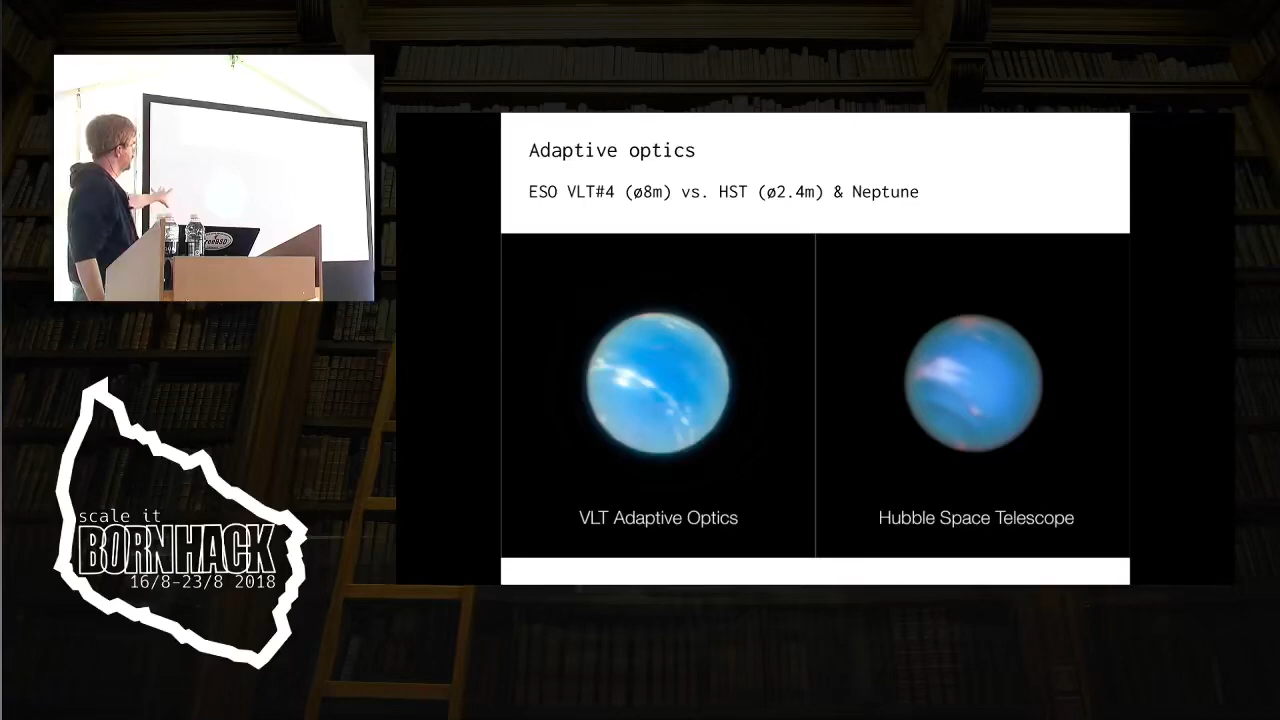 Adaptive optics
ESO VLT#4 (ø8m) vs. HST (ø2.4m) & Neptune
VLT Adaptive Optics
Hubble Space Telescope
scale it
BORNHACK
16/8-23/8 2018